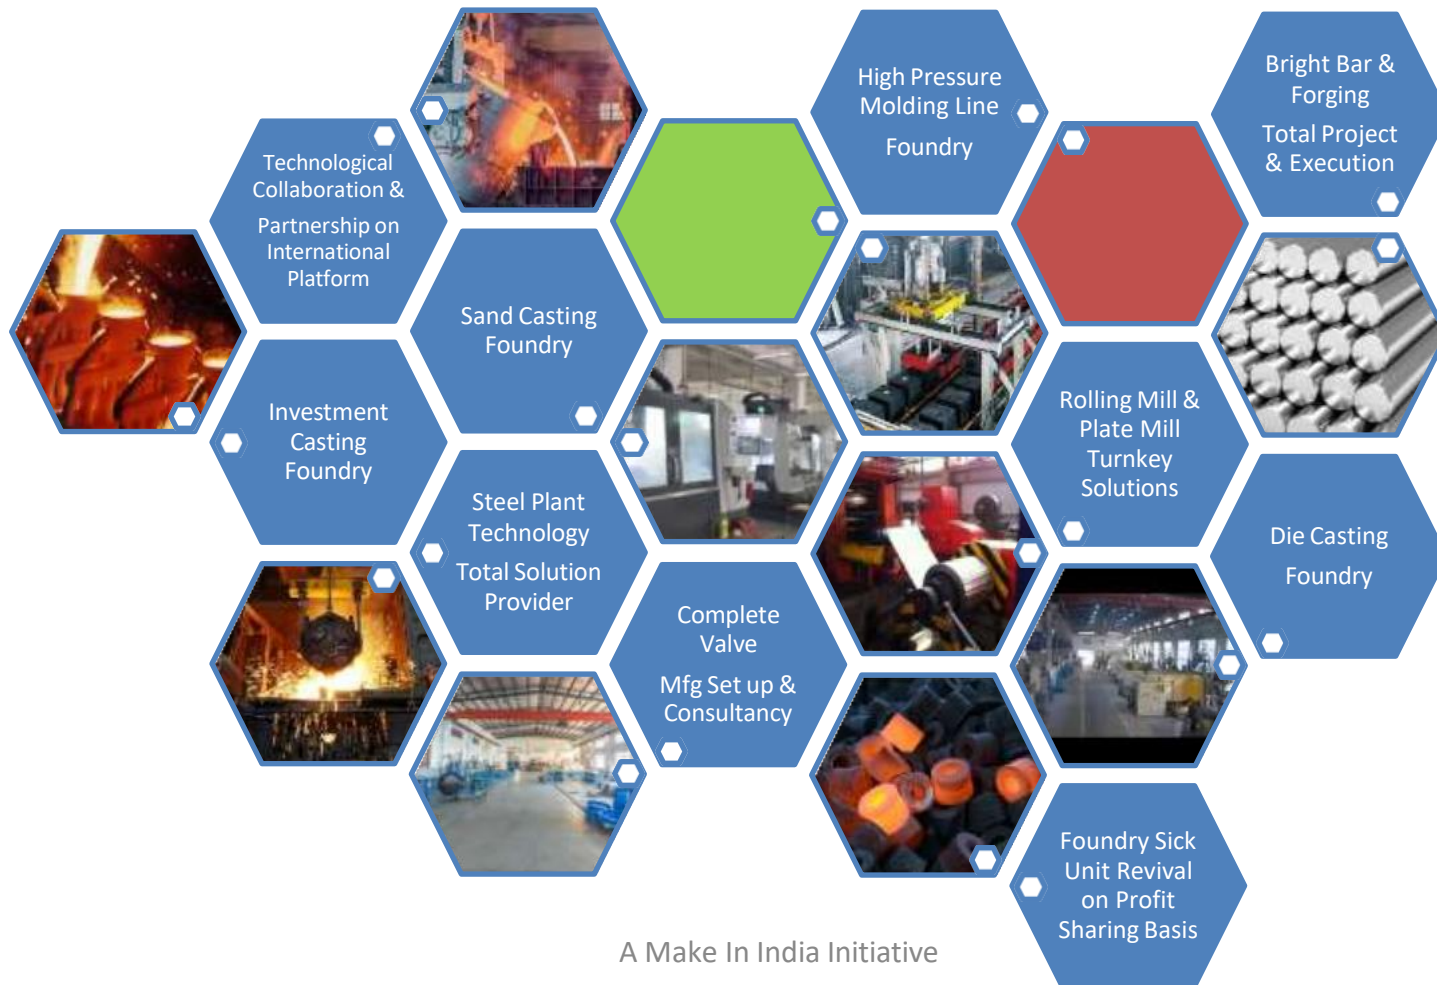 Technological
Collaboration &
Partnership on
International
Platform
Sand Casting
Foundry
Investment
Casting
Foundry
Steel Plant
Technology
Total Solution
Provider
Complete
Valve
Mfg Set up &
Consultancy
High Pressure
Molding Line
Foundry
Bright Bar &
Forging
Total Project
& Execution
Rolling Mill &
Plate Mill
Turnkey
Solutions
Die Casting
Foundry
Foundry Sick
Unit Revival
on Profit
Sharing Basis
A Make In India Initiative